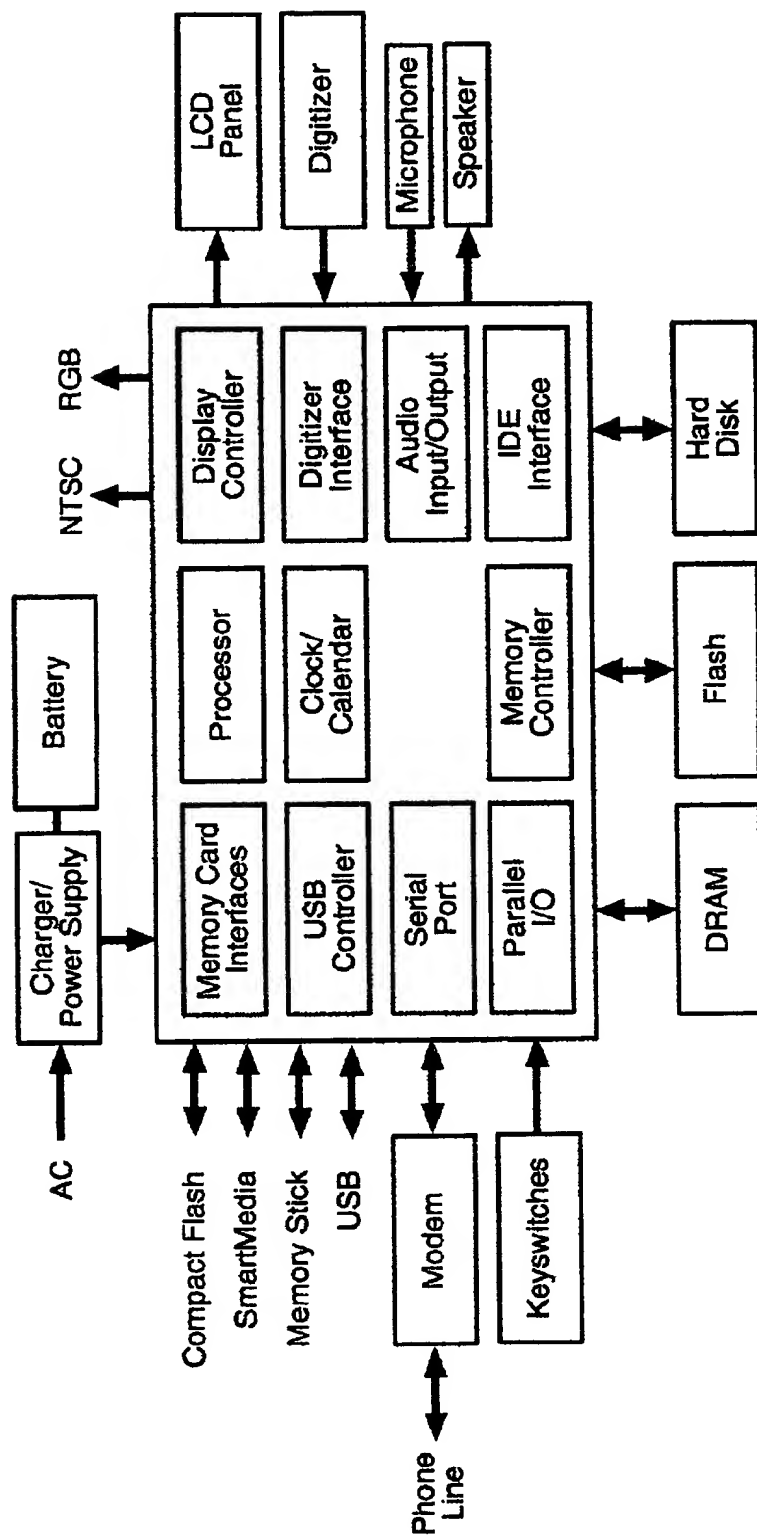 AC
Charger/
Power Supply
Battery
NTSC
RGB
Compact Flash
SmartMedia
Memory Stick
USB
Memory Card
Interfaces
Processor
Display
Controller
LCD
Panel
USB
Controller
Clock/
Calendar
Digitizer
Interface
Digitizer
Phone
Line
Modem
Serial
Port
Audio
Input/Output
Microphone
Speaker
Keyswitches
Parallel
I/O
Memory
Controller
IDE
Interface
DRAM
Flash
Hard
Disk